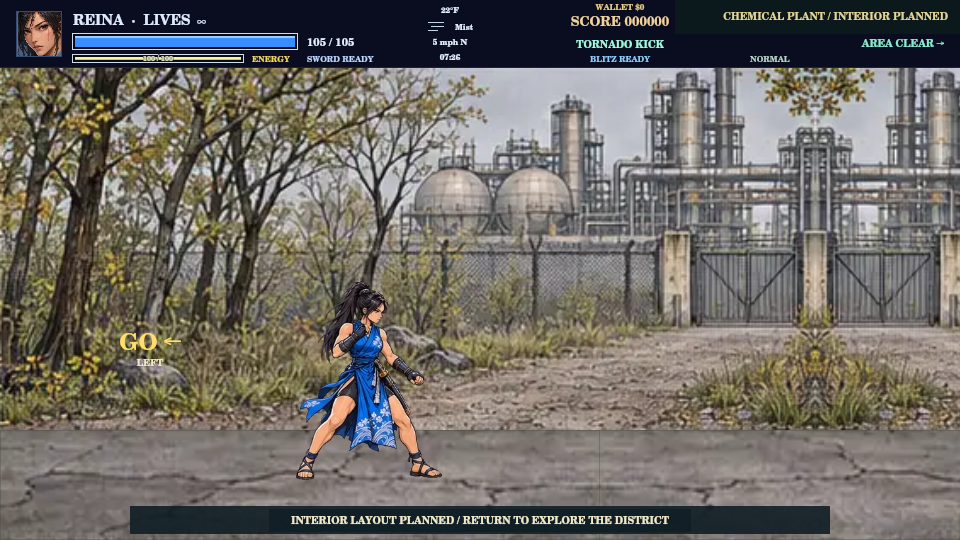 REINA · LIVES ∞
105 / 105
100 / 100
ENERGY
SWORD READY
22°F
Mist
5 mph N
07:26
WALLET $0
SCORE 000000
TORNADO KICK
BLITZ READY
CHEMICAL PLANT / INTERIOR PLANNED
AREA CLEAR →
NORMAL
GO ←
LEFT
INTERIOR LAYOUT PLANNED / RETURN TO EXPLORE THE DISTRICT